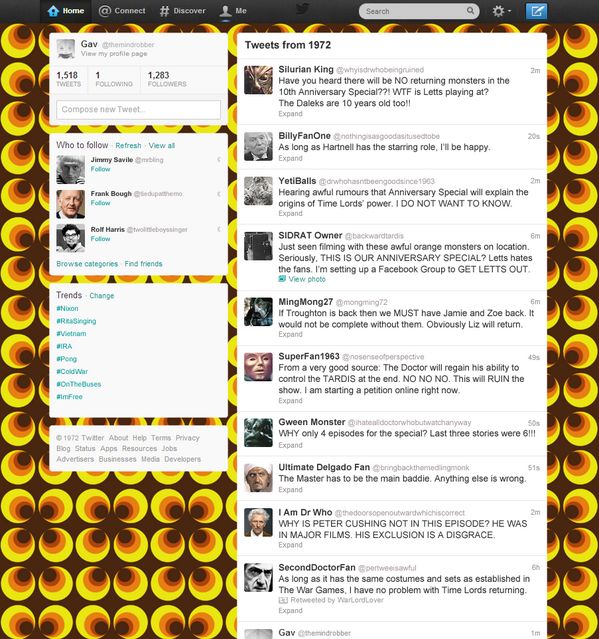 Home @ Connect # Discover Me Search
Gav @themindrobber
View my profile page
1,518 1 1,283
TWEETS FOLLOWING FOLLOWERS
Compose new Tweet...
Who to follow · Refresh · View all
Jimmy Savile @mrbling
Follow
Frank Bough @tiedupatthemo
Follow
Rolf Harris @twolittleboyssinger
Follow
Browse categories · Find friends
Trends · Change
#Nixon
#RitaSinging
#Vietnam
#IRA
#Pong
#ColdWar
#OnTheBuses
#ImFree
© 1972 Twitter About Help Terms Privacy
Blog Status Apps Resources Jobs
Advertisers Businesses Media Developers
Tweets from 1972
Silurian King @whyisdrwhobeingruined 2m
Have you heard there will be NO returning monsters in the
10th Anniversary Special??! WTF is Letts playing at?
The Daleks are 10 years old too!!
Expand
BillyFanOne @nothingisasgoodasitusedtobe 20s
As long as Hartnell has the starring role, I'll be happy.
Expand
YetiBalls @drwhohasntbeengoodsince1963 2m
Hearing awful rumours that Anniversary Special will explain the
origins of Time Lords' power. I DO NOT WANT TO KNOW.
Expand
SIDRAT Owner @backwardtardis 6m
Just seen filming with these awful orange monsters on location.
Seriously, THIS IS OUR ANNIVERSARY SPECIAL? Letts hates
the fans. I'm setting up a Facebook Group to GET LETTS OUT.
View photo
MingMong27 @mongming72 6m
If Troughton is back then we MUST have Jamie and Zoe back. It
would not be complete without them. Obviously Liz will return.
Expand
SuperFan1963 @nosenseofperspective 49s
From a very good source: The Doctor will regain his ability to
control the TARDIS at the end. NO NO NO. This will RUIN the
show. I am starting a petition online right now.
Expand
Gween Monster @ihatealldoctorwhobutwatchanyway 50s
WHY only 4 episodes for the special? Last three stories were 6!!!
Expand
Ultimate Delgado Fan @bringbackthemedlingmonk 51s
The Master has to be the main baddie. Anything else is wrong.
Expand
I Am Dr Who @thedoorsopenoutwardwhichiscorrect 2m
WHY IS PETER CUSHING NOT IN THIS EPISODE? HE WAS
IN MAJOR FILMS. HIS EXCLUSION IS A DISGRACE.
Expand
SecondDoctorFan @pertweeisawful 6h
As long as it has the same costumes and sets as established in
The War Games, I have no problem with Time Lords returning.
Retweeted by WarLordLover
Expand
Gav @themindrobber 1m